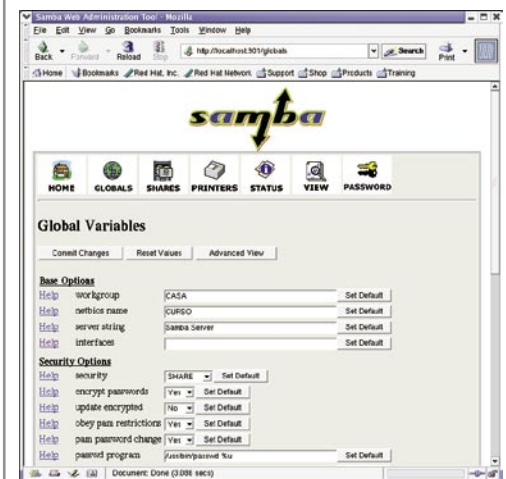 Samba Web Administration Tool - Mozilla
File Edit View Go Bookmarks Tools Window Help
Back Forward Reload Stop http://localhost:901/globals Search Print
Home Bookmarks Red Hat, Inc. Red Hat Network Support Shop Products Training
samba
HOME GLOBALS SHARES PRINTERS STATUS VIEW PASSWORD
Global Variables
Commit Changes Reset Values Advanced View
Base Options
Help workgroup CASA Set Default
Help netbios name CURSO Set Default
Help server string Samba Server Set Default
Help interfaces Set Default
Security Options
Help security SHARE Set Default
Help encrypt passwords Yes Set Default
Help update encrypted No Set Default
Help obey pam restrictions Yes Set Default
Help pam password change Yes Set Default
Help passwd program /usr/bin/passwd %u Set Default
Document: Done (3.086 secs)